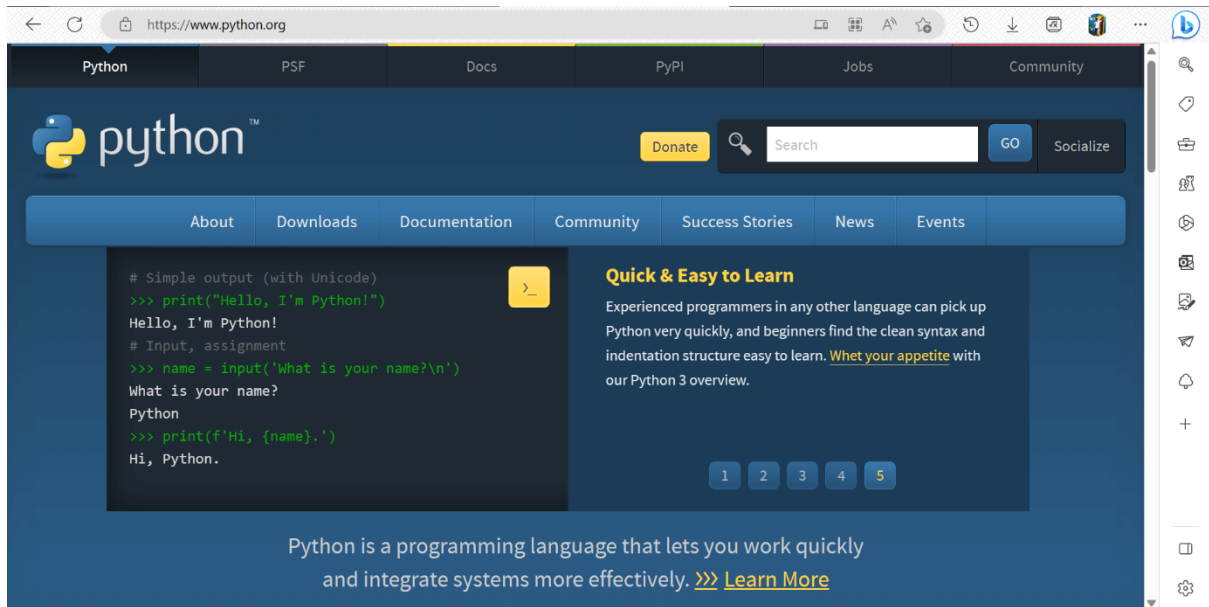 https://www.python.org
Python PSF Docs PyPI Jobs Community
python™
Donate Search GO Socialize
About Downloads Documentation Community Success Stories News Events
# Simple output (with Unicode)
>>> print("Hello, I'm Python!")
Hello, I'm Python!
# Input, assignment
>>> name = input('What is your name?\n')
What is your name?
Python
>>> print(f'Hi, {name}.')
Hi, Python.
>_
Quick & Easy to Learn
Experienced programmers in any other language can pick up
Python very quickly, and beginners find the clean syntax and
indentation structure easy to learn. Whet your appetite with
our Python 3 overview.
1 2 3 4 5
Python is a programming language that lets you work quickly
and integrate systems more effectively. >>> Learn More